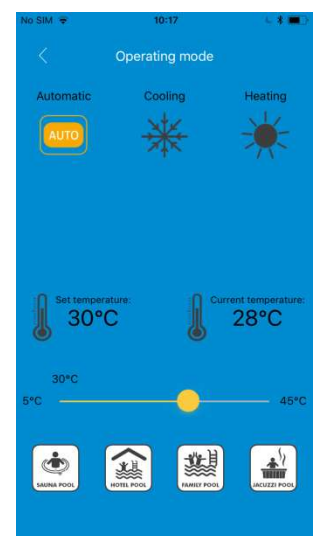 No SIM 10:17
Operating mode
Automatic Cooling Heating
AUTO
Set temperature: Current temperature:
30°C 28°C
30°C
5°C 45°C
SAUNA POOL HOTEL POOL FAMILY POOL JACUZZI POOL